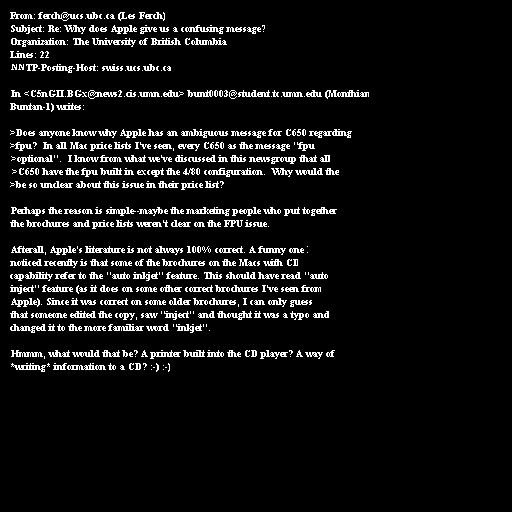 From: ferch@ucs.ubc.ca (Les Ferch)
Subject: Re: Why does Apple give us a confusing message?
Organization: The University of British Columbia
Lines: 22
NNTP-Posting-Host: swiss.ucs.ubc.ca

In <C5nGII.BGx@news2.cis.umn.edu> bunt0003@student.tc.umn.edu (Monthian
Buntan-1) writes:

>Does anyone know why Apple has an ambiguous message for C650 regarding
>fpu?  In all Mac price lists I've seen, every C650 has the message "fpu
>optional".  I know from what we've discussed in this newsgroup that all
>C650 have the fpu built in except the 4/80 configuration.  Why would the
>be so unclear about this issue in their price list?

Perhaps the reason is simple--maybe the marketing people who put together
the brochures and price lists weren't clear on the FPU issue.

Afterall, Apple's literature is not always 100% correct. A funny one I
noticed recently is that some of the brochures on the Macs with CD
capability refer to the "auto inkjet" feature. This should have read "auto
inject" feature (as it does on some other correct brochures I've seen from
Apple). Since it was correct on some older brochures, I can only guess
that someone edited the copy, saw "inject" and thought it was a typo and
changed it to the more familiar word "inkjet".

Hmmm, what would that be? A printer built into the CD player? A way of
*writing* information to a CD? :-) :-)